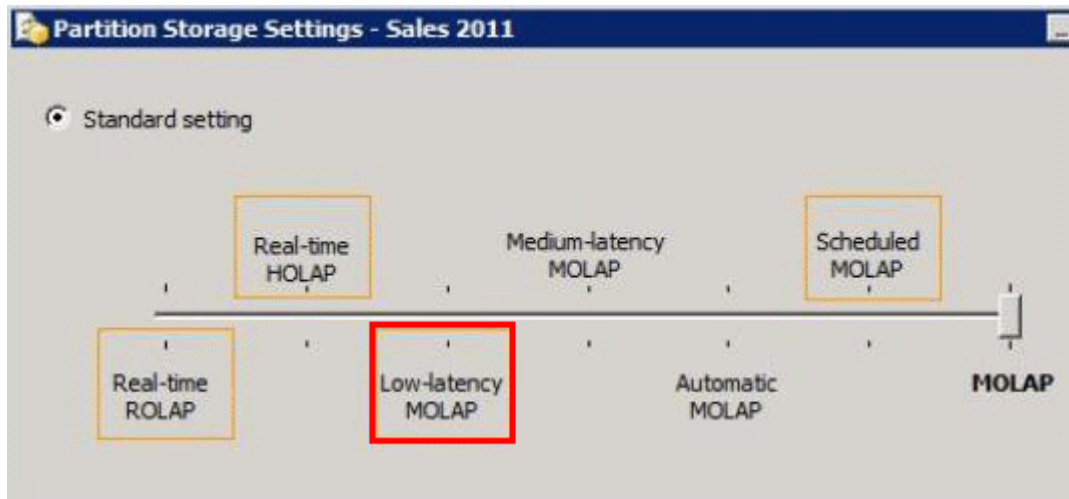 Partition Storage Settings - Sales 2011
Standard setting
Real-time
HOLAP
Medium-latency
MOLAP
Scheduled
MOLAP
Real-time
ROLAP
Low-latency
MOLAP
Automatic
MOLAP
MOLAP